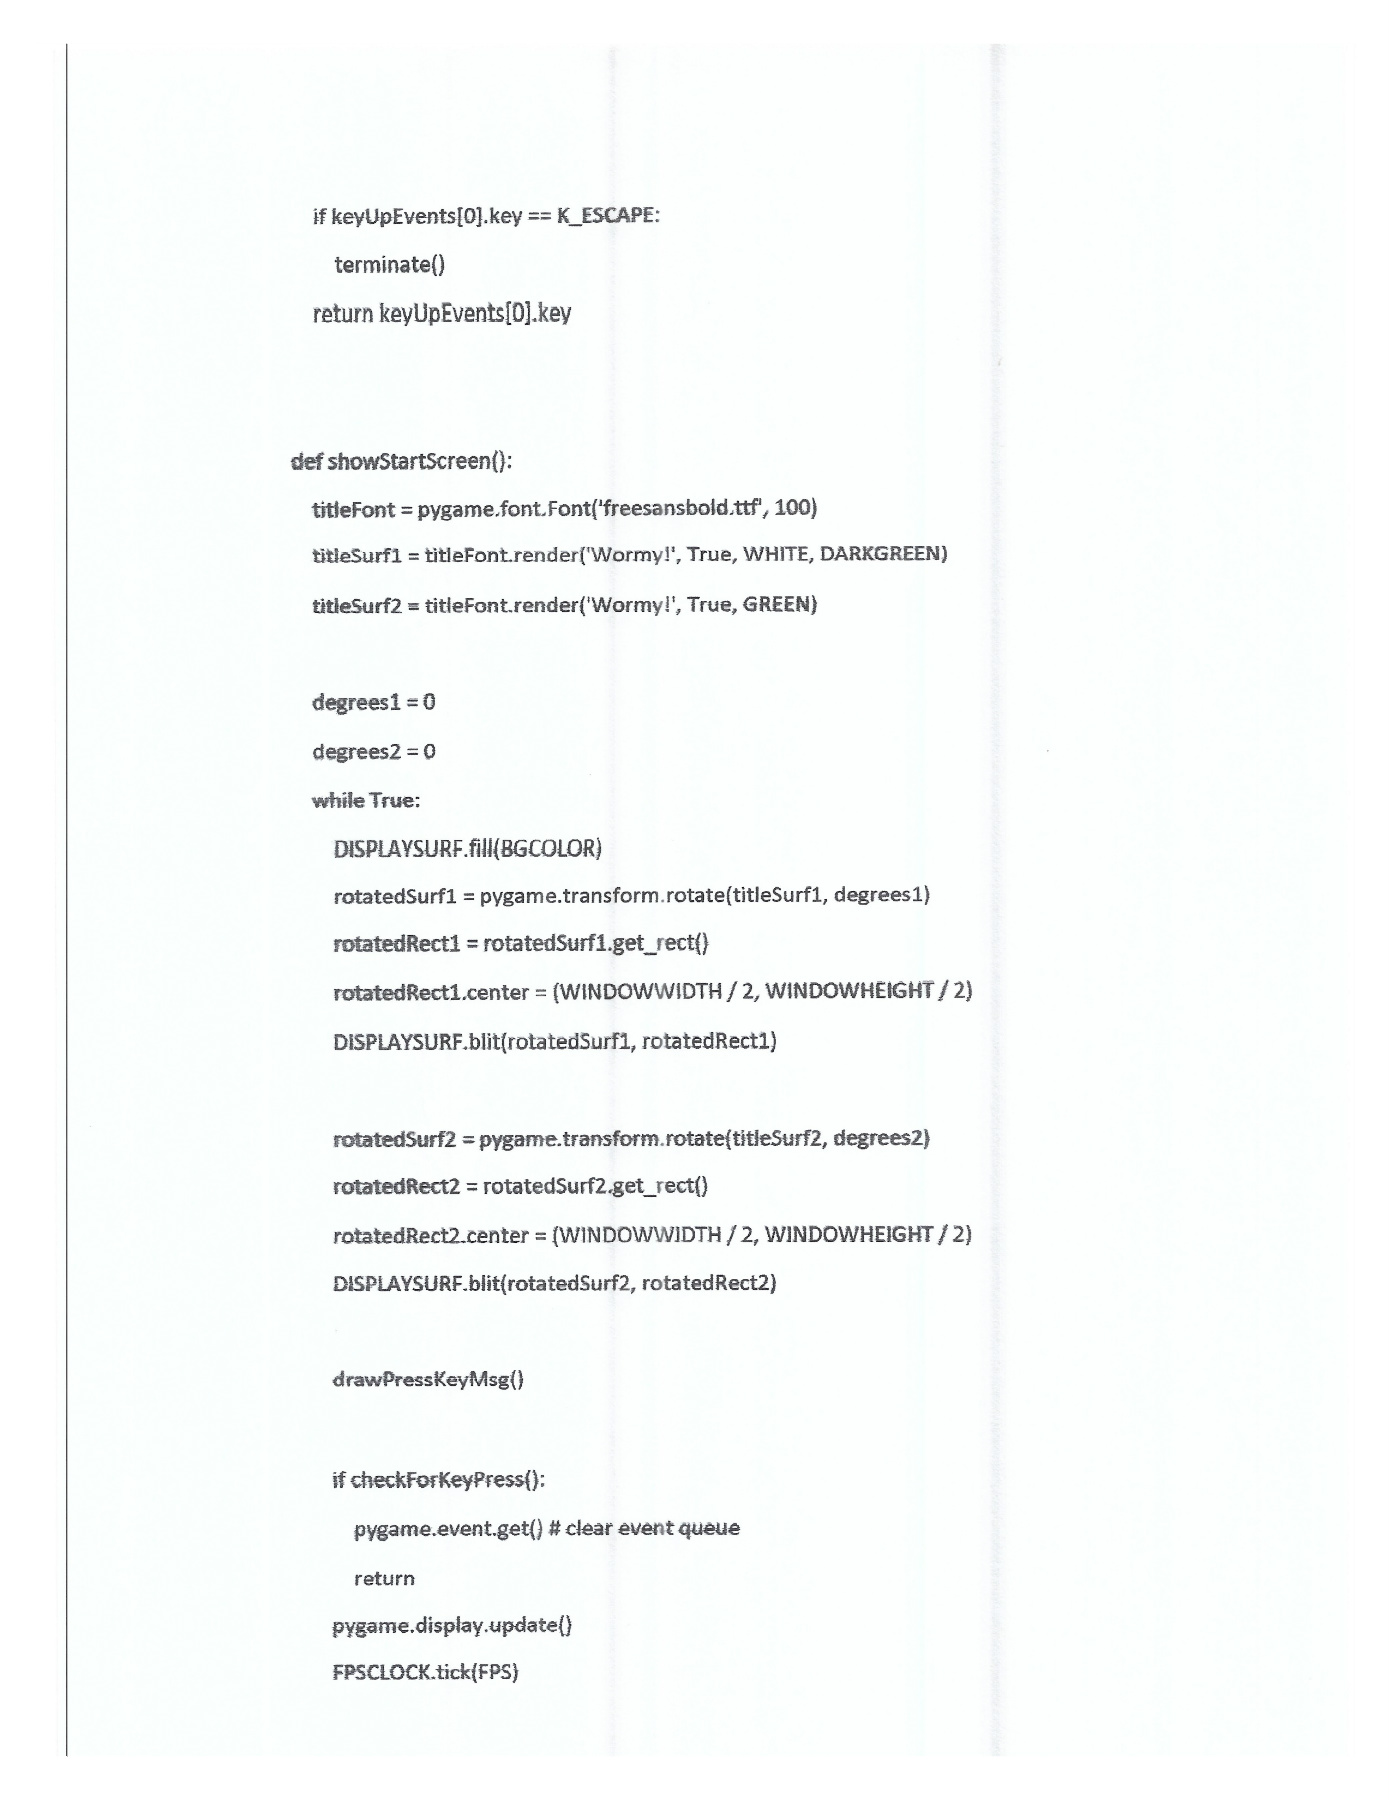 if keyUpEvents[0].key == K_ESCAPE:
terminate()
return keyUpEvents[0].key
def showStartScreen():
titleFont = pygame.font.Font('freesansbold.ttf', 100)
titleSurf1 = titleFont.render('Wormy!', True, WHITE, DARKGREEN)
titleSurf2 = titleFont.render('Wormy!', True, GREEN)
degrees1 = 0
degrees2 = 0
while True:
DISPLAYSURF.fill(BGCOLOR)
rotatedSurf1 = pygame.transform.rotate(titleSurf1, degrees1)
rotatedRect1 = rotatedSurf1.get_rect()
rotatedRect1.center = (WINDOWWIDTH / 2, WINDOWHEIGHT / 2)
DISPLAYSURF.blit(rotatedSurf1, rotatedRect1)
rotatedSurf2 = pygame.transform.rotate(titleSurf2, degrees2)
rotatedRect2 = rotatedSurf2.get_rect()
rotatedRect2.center = (WINDOWWIDTH / 2, WINDOWHEIGHT / 2)
DISPLAYSURF.blit(rotatedSurf2, rotatedRect2)
drawPressKeyMsg()
if checkForKeyPress():
pygame.event.get() # clear event queue
return
pygame.display.update()
FPSCLOCK.tick(FPS)